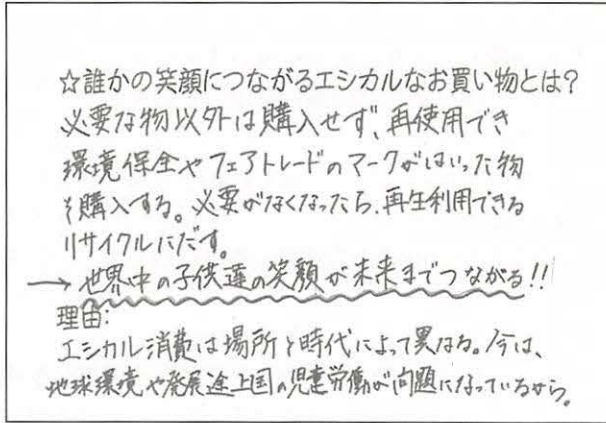 ☆誰かの笑顔につながるエシカルなお買い物とは?
必要な物以外は購入せず、再使用でき
環境保全やフェアトレードのマークがはいった物
を購入する。必要がなくなったら、再生利用できる
リサイクルにだす。
→世界中の子供達の笑顔が未来までつながる!!
理由:
エシカル消費は場所と時代によって異なる。今は、
地球環境や発展途上国の児童労働が問題になっているから。